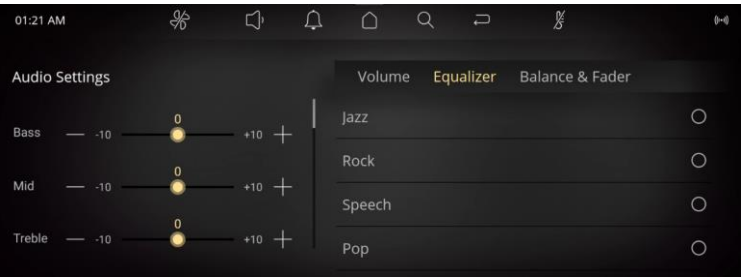 01:21 AM
Audio Settings
Volume Equalizer Balance & Fader
0
Bass -10 +10
0
Mid -10 +10
0
Treble -10 +10
Jazz
Rock
Speech
Pop